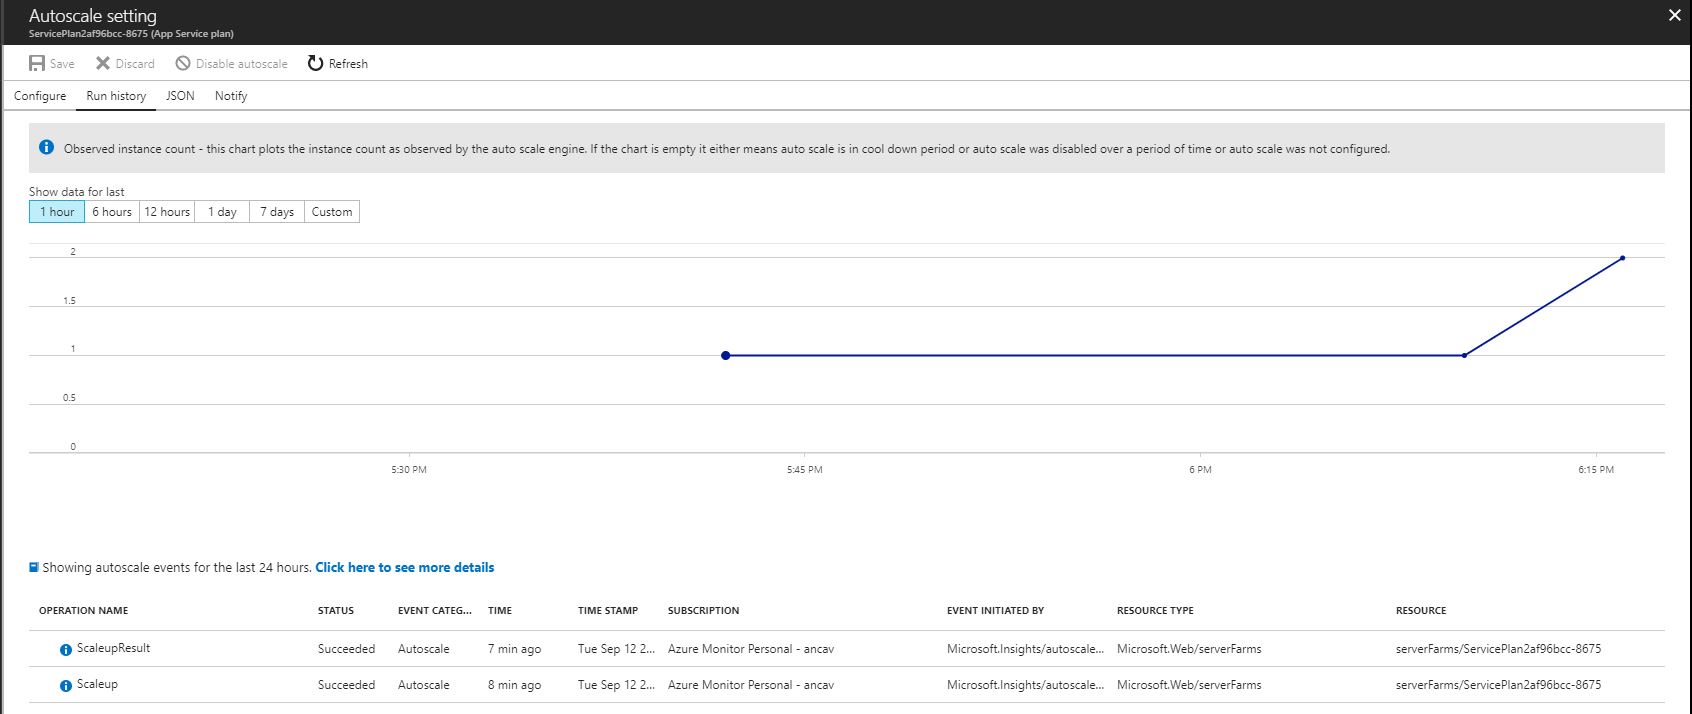 Autoscale setting
ServicePlan2af96bcc-8675 (App Service plan)
Save Discard Disable autoscale Refresh
Configure Run history JSON Notify
Observed instance count - this chart plots the instance count as observed by the auto scale engine. If the chart is empty it either means auto scale is in cool down period or auto scale was disabled over a period of time or auto scale was not configured.
Show data for last
1 hour 6 hours 12 hours 1 day 7 days Custom
2
1.5
1
0.5
0
5:30 PM 5:45 PM 6 PM 6:15 PM
Showing autoscale events for the last 24 hours. Click here to see more details
OPERATION NAME STATUS EVENT CATEG... TIME TIME STAMP SUBSCRIPTION EVENT INITIATED BY RESOURCE TYPE RESOURCE
ScaleupResult Succeeded Autoscale 7 min ago Tue Sep 12 2... Azure Monitor Personal - ancav Microsoft.Insights/autoscale... Microsoft.Web/serverFarms serverFarms/ServicePlan2af96bcc-8675
Scaleup Succeeded Autoscale 8 min ago Tue Sep 12 2... Azure Monitor Personal - ancav Microsoft.Insights/autoscale... Microsoft.Web/serverFarms serverFarms/ServicePlan2af96bcc-8675